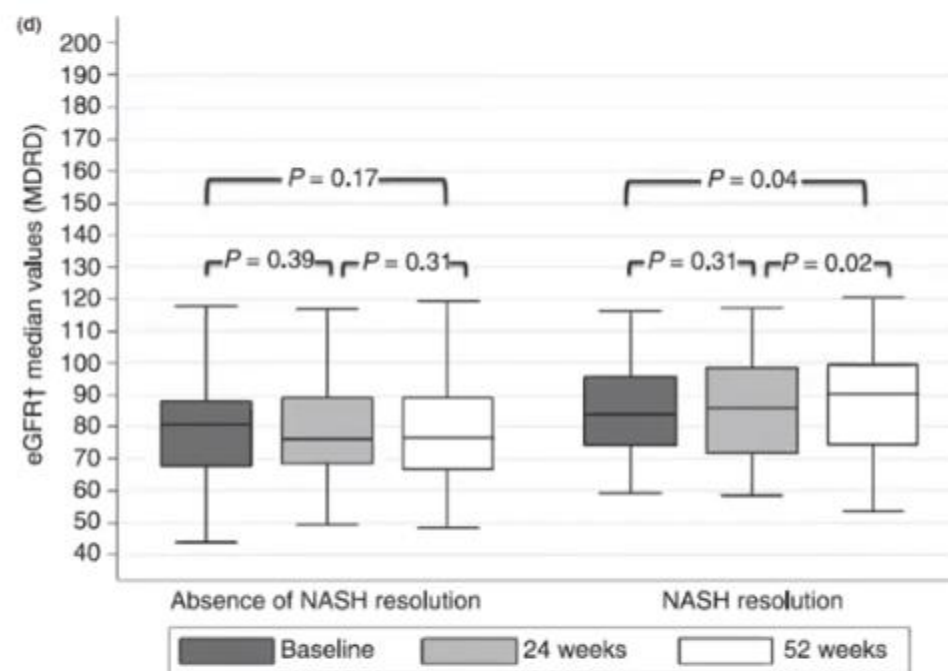 (d)
eGFR† median values (MDRD)
200
190
180
170
160
150
140
130
120
110
100
90
80
70
60
50
40
P = 0.17
P = 0.04
P = 0.39
P = 0.31
P = 0.31
P = 0.02
Absence of NASH resolution
NASH resolution
Baseline
24 weeks
52 weeks